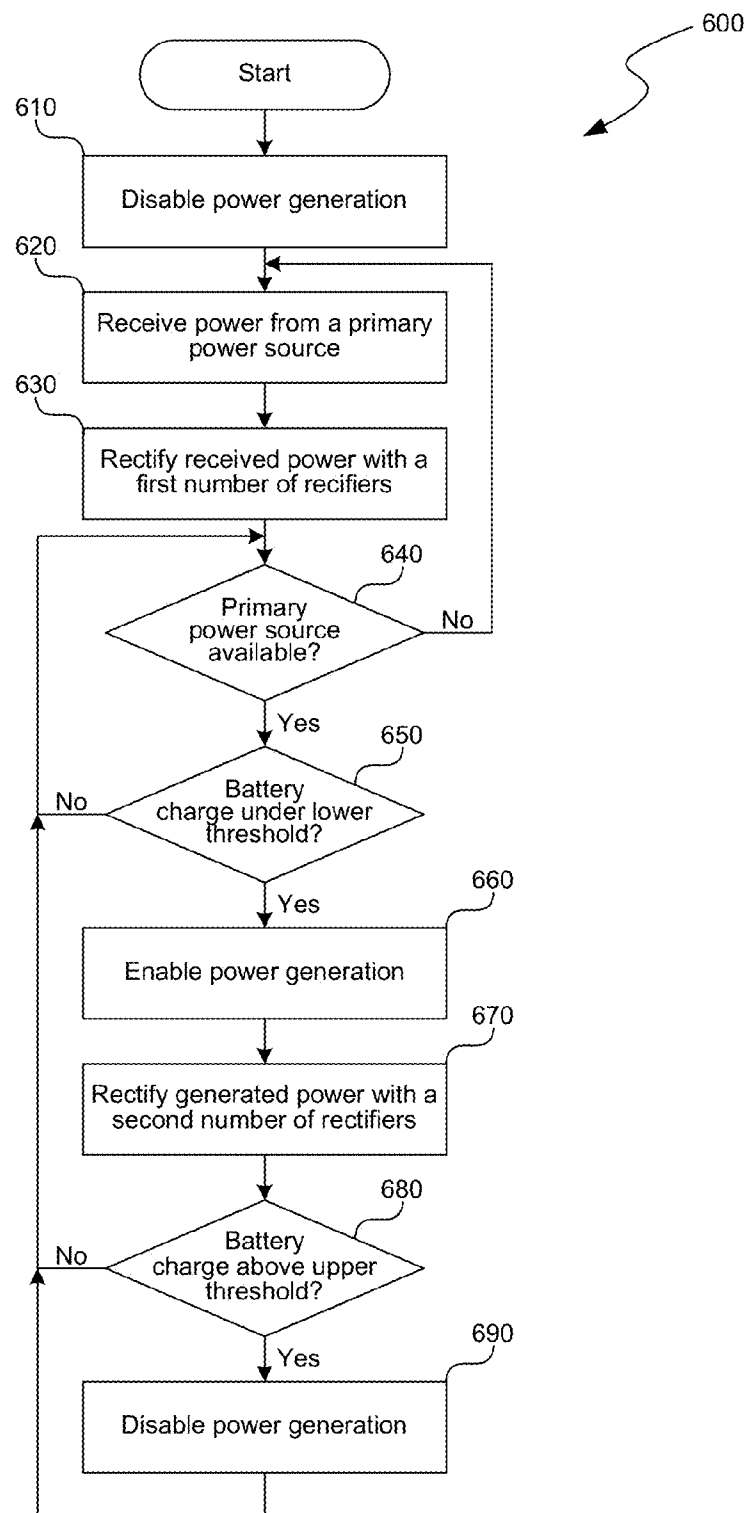 600
Start
610
Disable power generation
620
Receive power from a primary
power source
630
Rectify received power with a
first number of recifiers
640
Primary
power source
available?
No
Yes
650
Battery
charge under lower
threshold?
No
Yes
660
Enable power generation
670
Rectify generated power with a
second number of rectifiers
680
Battery
charge above upper
threshold?
No
Yes
690
Disable power generation